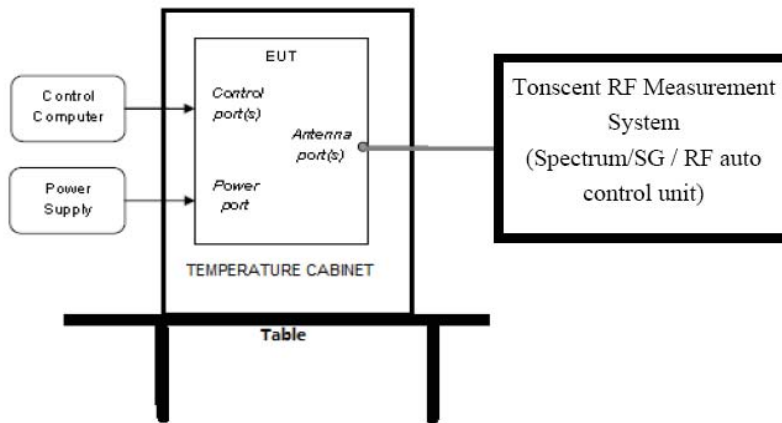 EUT
Control
Computer
Control
port(s)
Antenna
port(s)
Power
Supply
Power
port
TEMPERATURE CABINET
Table
Tonscent RF Measurement
System
(Spectrum/SG / RF auto
control unit)